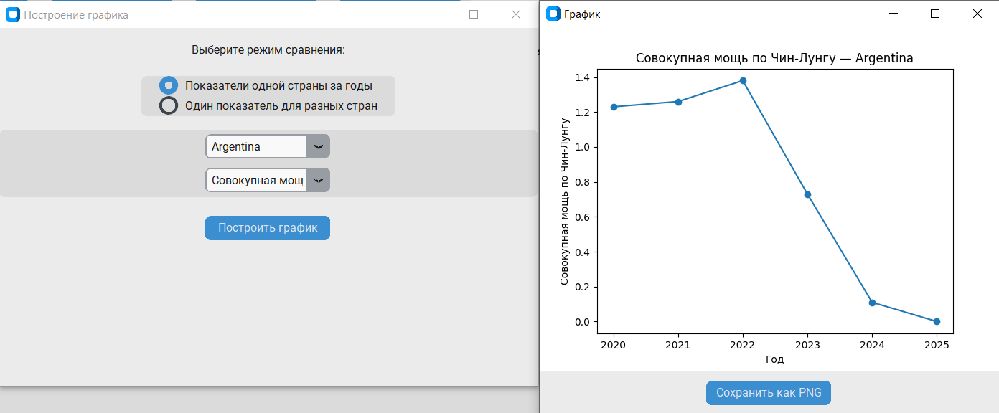 Построение графика
Выберите режим сравнения:
Показатели одной страны за годы
Один показатель для разных стран
Argentina
Совокупная мощ
Построить график
График
Совокупная мощь по Чин-Лунгу — Argentina
Совокупная мощь по Чин-Лунгу
1.4
1.2
1.0
0.8
0.6
0.4
0.2
0.0
2020 2021 2022 2023 2024 2025
Год
Сохранить как PNG